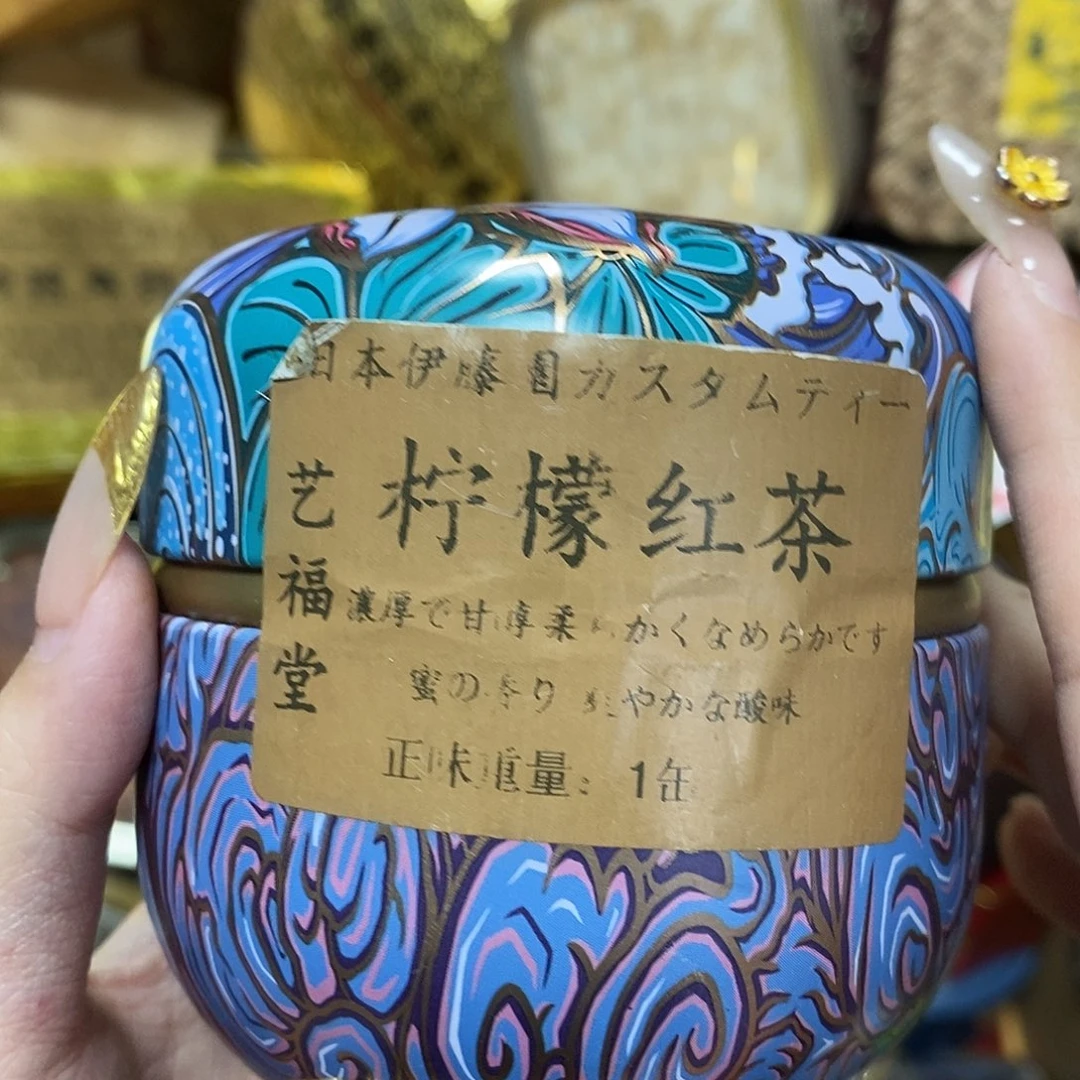 日本伊藤園カスタムティー
柠檬红茶
艺福堂
濃厚で甘醇柔 かくなめらかです
蜜の香り やかな酸味
正味重量：1缶